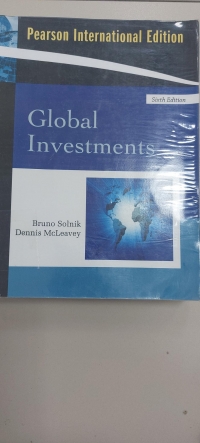 Pearson International Edition
Sixth Edition
Global
Investments
Bruno Solnik
Dennis McLeavey